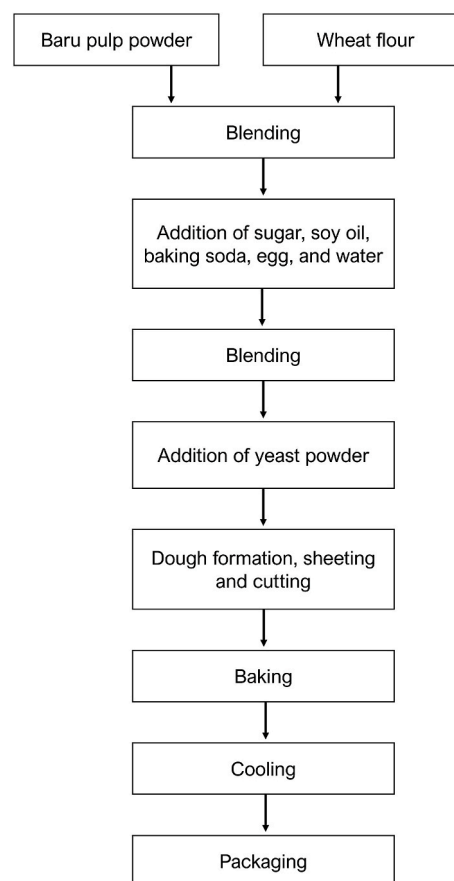 Baru pulp powder
Wheat flour
Blending
Addition of sugar, soy oil,
baking soda, egg, and water
Blending
Addition of yeast powder
Dough formation, sheeting
and cutting
Baking
Cooling
Packaging